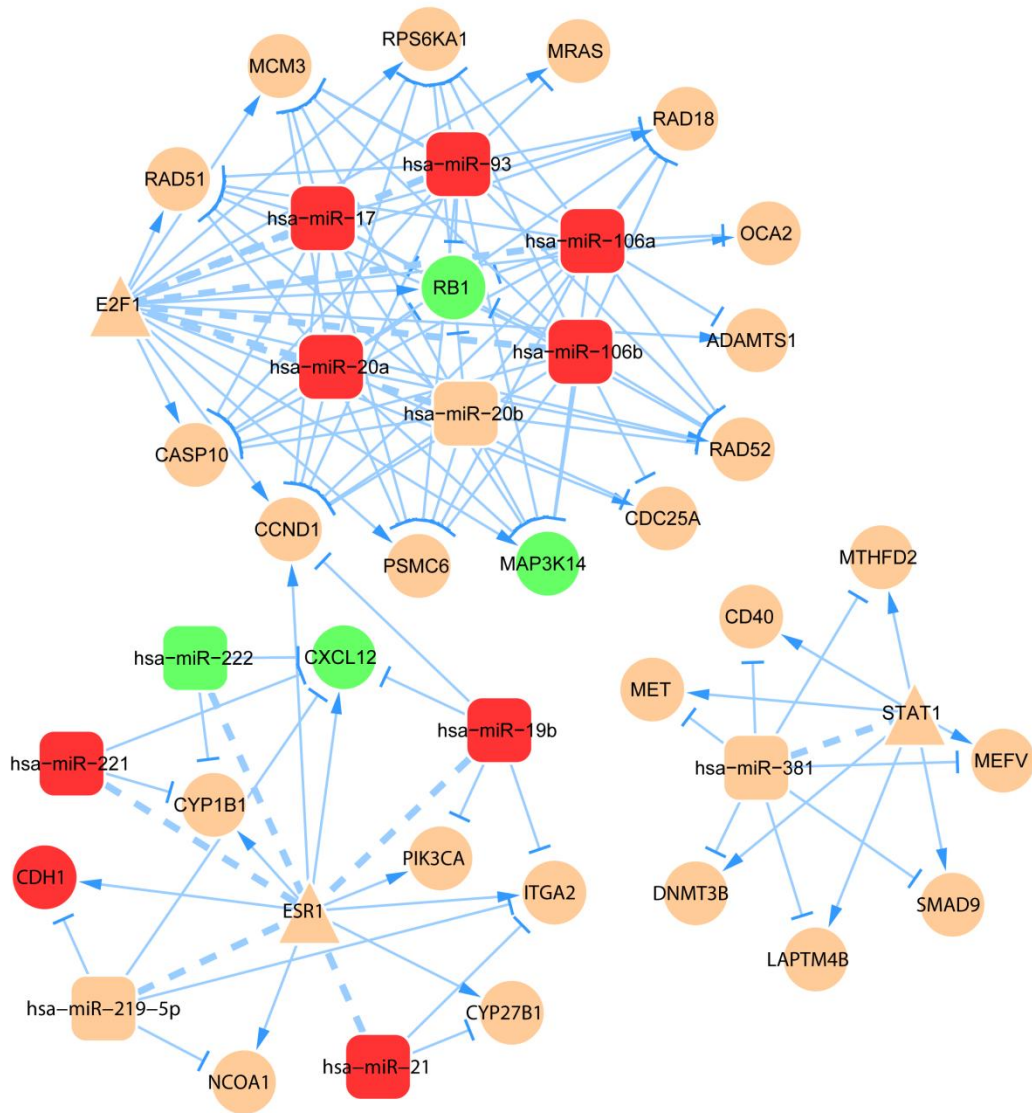 RPS6KA1
MRAS
MCM3
RAD18
hsa−miR−93
RAD51
hsa−miR−17
hsa−miR−106a
OCA2
RB1
E2F1
ADAMTS1
hsa−miR−106b
hsa−miR−20a
hsa−miR−20b
RAD52
CASP10
CDC25A
CCND1
PSMC6
MAP3K14
MTHFD2
CD40
hsa−miR−222
CXCL12
MET
STAT1
hsa−miR−19b
hsa−miR−221
hsa−miR−381
MEFV
CYP1B1
PIK3CA
CDH1
ITGA2
DNMT3B
SMAD9
ESR1
LAPTM4B
hsa−miR−219−5p
CYP27B1
hsa−miR−21
NCOA1